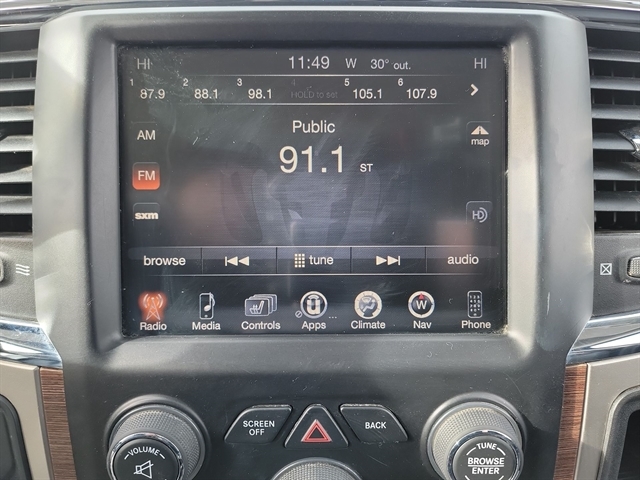 HI 11:49 W 30° out. HI
1 87.9 2 88.1 3 98.1 4 HOLD to set 5 105.1 6 107.9
AM Public map
FM 91.1 ST
sxm HD
browse tune audio
Radio Media Controls Apps Climate Nav Phone
VOLUME SCREEN OFF BACK TUNE
BROWSE
ENTER